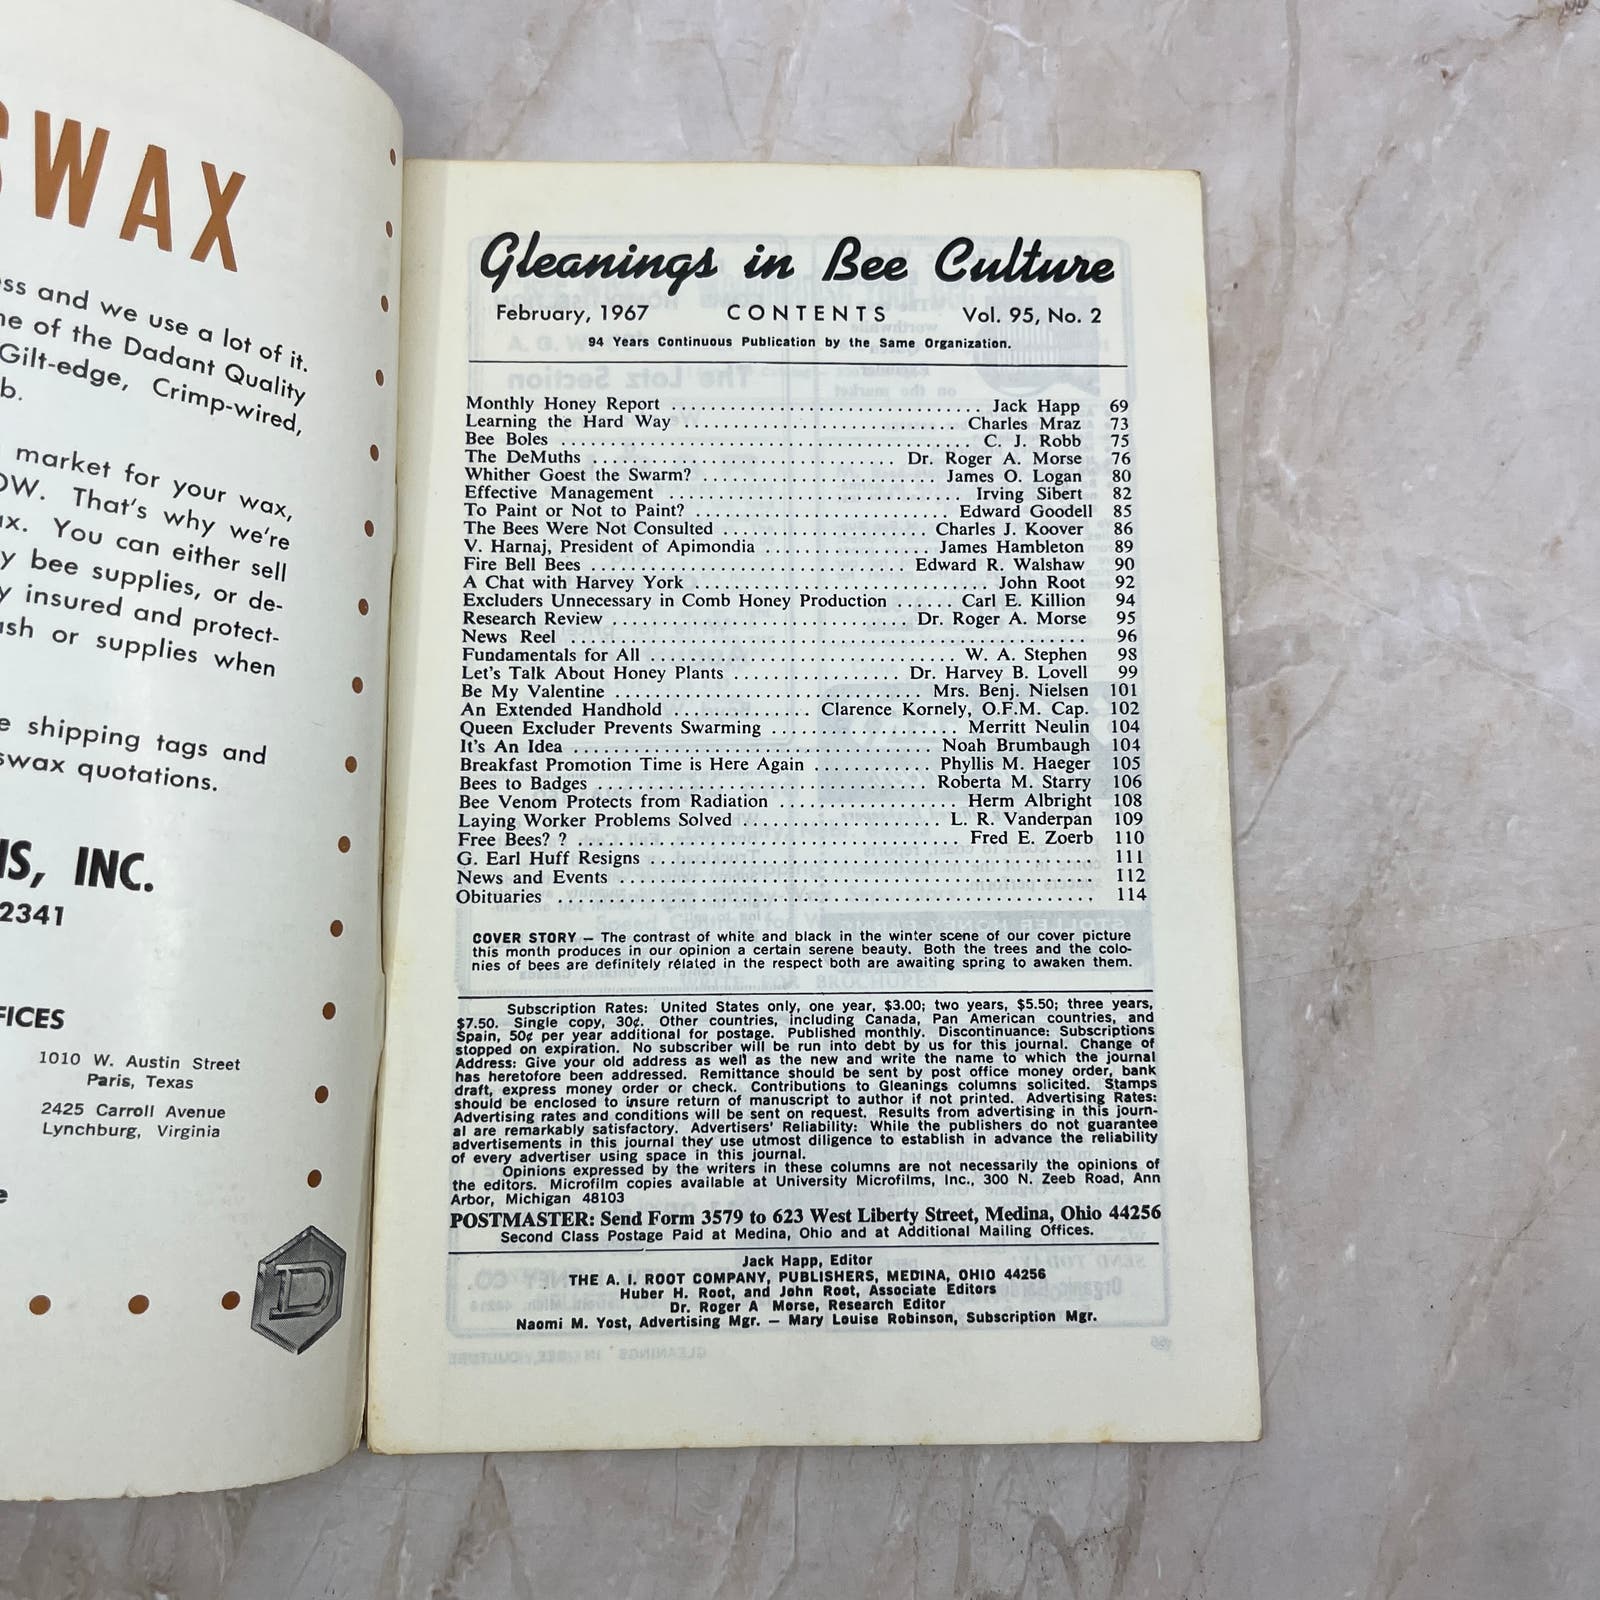 SWAX
ss and we use a lot of it.
ne of the Dadant Quality
Gilt-edge, Crimp-wired,
b.
market for your wax,
OW. That's why we're
ax. You can either sell
y bee supplies, or de-
y insured and protect-
ash or supplies when
e shipping tags and
swax quotations.
NS, INC.
2341
FICES
1010 W. Austin Street
Paris, Texas
2425 Carroll Avenue
Lynchburg, Virginia
e
D
Gleanings in Bee Culture
February, 1967 CONTENTS Vol. 95, No. 2
94 Years Continuous Publication by the Same Organization.
Monthly Honey Report ................................ Jack Happ 69
Learning the Hard Way ............................ Charles Mraz 73
Bee Boles .......................................... C. J. Robb 75
The DeMuths ............................... Dr. Roger A. Morse 76
Whither Goest the Swarm? ........................ James O. Logan 80
Effective Management .............................. Irving Sibert 82
To Paint or Not to Paint? .......................... Edward Goodell 85
The Bees Were Not Consulted ...................... Charles J. Koover 86
V. Harnaj, President of Apimondia ................. James Hambleton 89
Fire Bell Bees ................................. Edward R. Walshaw 90
A Chat with Harvey York ............................... John Root 92
Excluders Unnecessary in Comb Honey Production ...... Carl E. Killion 94
Research Review .............................. Dr. Roger A. Morse 95
News Reel ..................................................... 96
Fundamentals for All ................................ W. A. Stephen 98
Let's Talk About Honey Plants ................. Dr. Harvey B. Lovell 99
Be My Valentine ................................ Mrs. Benj. Nielsen 101
An Extended Handhold .............. Clarence Kornely, O.F.M. Cap. 102
Queen Excluder Prevents Swarming ................... Merritt Neulin 104
It's An Idea ...................................... Noah Brumbaugh 104
Breakfast Promotion Time is Here Again ............ Phyllis M. Haeger 105
Bees to Badges .................................. Roberta M. Starry 106
Bee Venom Protects from Radiation .................. Herm Albright 108
Laying Worker Problems Solved ..................... L. R. Vanderpan 109
Free Bees? ? ...................................... Fred E. Zoerb 110
G. Earl Huff Resigns ............................................ 111
News and Events ................................................ 112
Obituaries ..................................................... 114
COVER STORY — The contrast of white and black in the winter scene of our cover picture
this month produces in our opinion a certain serene beauty. Both the trees and the colo-
nies of bees are definitely related in the respect both are awaiting spring to awaken them.
Subscription Rates: United States only, one year, $3.00; two years, $5.50; three years,
$7.50. Single copy, 30¢. Other countries, including Canada, Pan American countries, and
Spain, 50¢ per year additional for postage. Published monthly. Discontinuance: Subscriptions
stopped on expiration. No subscriber will be run into debt by us for this journal. Change of
Address: Give your old address as well as the new and write the name to which the journal
has heretofore been addressed. Remittance should be sent by post office money order, bank
draft, express money order or check. Contributions to Gleanings columns solicited. Stamps
should be enclosed to insure return of manuscript to author if not printed. Advertising Rates:
Advertising rates and conditions will be sent on request. Results from advertising in this journ-
al are remarkably satisfactory. Advertisers' Reliability: While the publishers do not guarantee
advertisements in this journal they use utmost diligence to establish in advance the reliability
of every advertiser using space in this journal.
Opinions expressed by the writers in these columns are not necessarily the opinions of
the editors. Microfilm copies available at University Microfilms, Inc., 300 N. Zeeb Road, Ann
Arbor, Michigan 48103
POSTMASTER: Send Form 3579 to 623 West Liberty Street, Medina, Ohio 44256
Second Class Postage Paid at Medina, Ohio and at Additional Mailing Offices.
Jack Happ, Editor
THE A. I. ROOT COMPANY, PUBLISHERS, MEDINA, OHIO 44256
Huber H. Root, and John Root, Associate Editors
Dr. Roger A Morse, Research Editor
Naomi M. Yost, Advertising Mgr. — Mary Louise Robinson, Subscription Mgr.